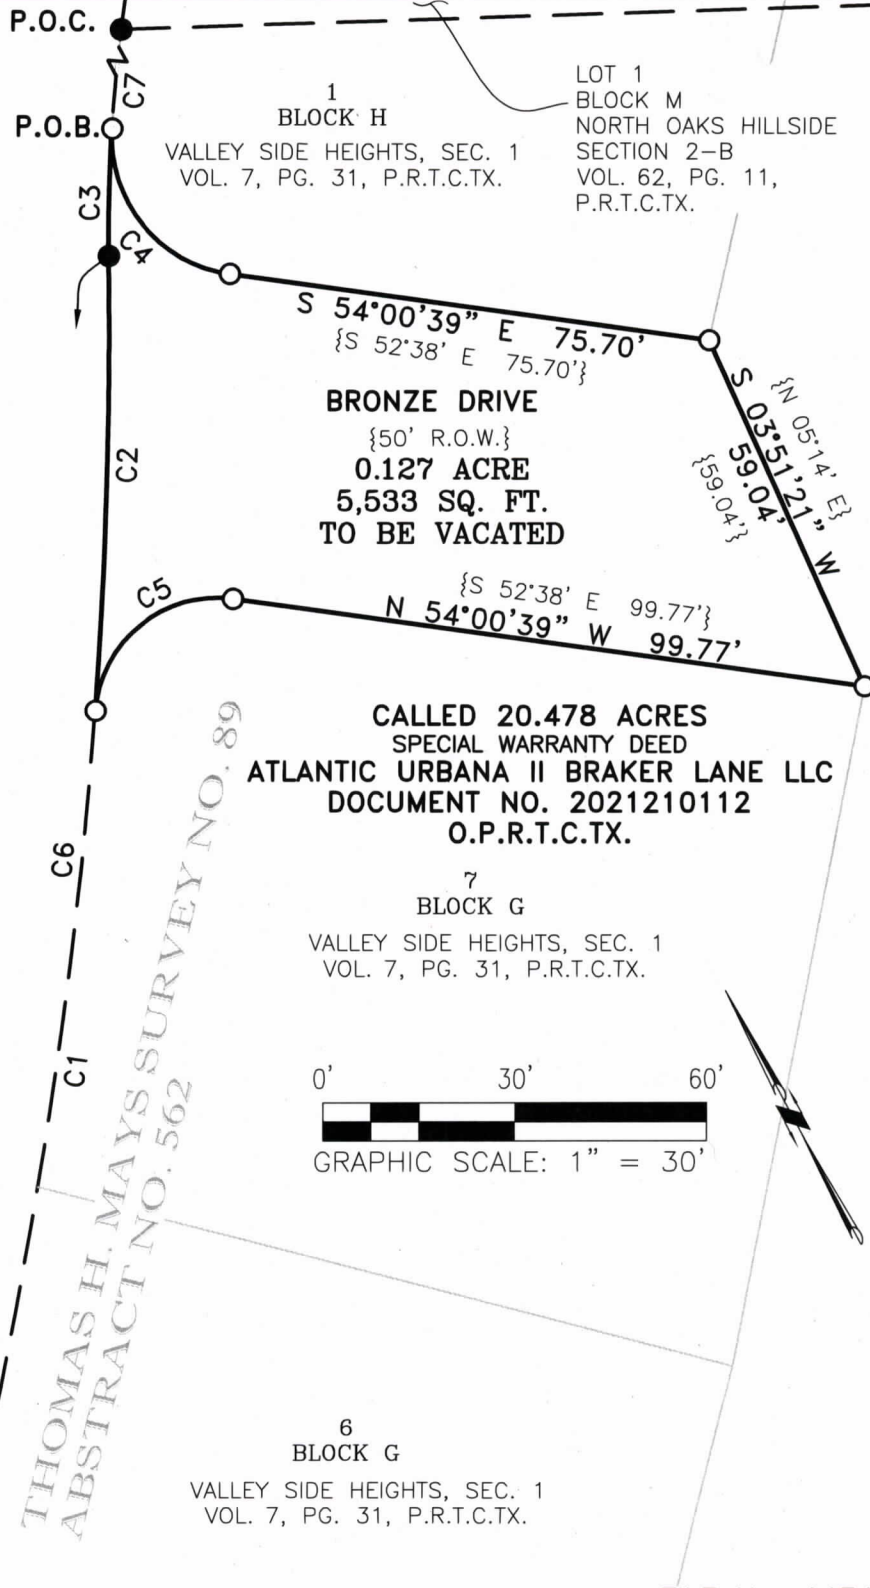 P.O.C.
C7
1
BLOCK H
VALLEY SIDE HEIGHTS, SEC. 1
VOL. 7, PG. 31, P.R.T.C.TX.
LOT 1
BLOCK M
NORTH OAKS HILLSIDE
SECTION 2-B
VOL. 62, PG. 11,
P.R.T.C.TX.
P.O.B.
C3
C4
S 54°00'39" E 75.70'
{S 52°38' E 75.70'}
S 03°51'21" W
59.04'
{N 05°14' E}
{59.04'}
BRONZE DRIVE
{50' R.O.W.}
0.127 ACRE
5,533 SQ. FT.
TO BE VACATED
C2
C5
{S 52°38' E 99.77'}
N 54°00'39" W 99.77'
CALLED 20.478 ACRES
SPECIAL WARRANTY DEED
ATLANTIC URBANA II BRAKER LANE LLC
DOCUMENT NO. 2021210112
O.P.R.T.C.TX.
C6
7
BLOCK G
VALLEY SIDE HEIGHTS, SEC. 1
VOL. 7, PG. 31, P.R.T.C.TX.
C1
THOMAS H. MAYS SURVEY NO. 89
ABSTRACT NO. 562
0' 30' 60'
GRAPHIC SCALE: 1" = 30'
6
BLOCK G
VALLEY SIDE HEIGHTS, SEC. 1
VOL. 7, PG. 31, P.R.T.C.TX.